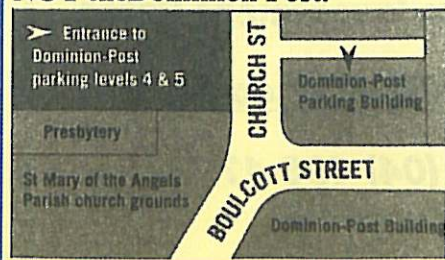 Entrance to
Dominion-Post
parking levels 4 & 5
CHURCH ST
Dominion-Post
Parking Building
Presbytery
St Mary of the Angels
Parish church grounds
BOULCOTT STREET
Dominion-Post Building